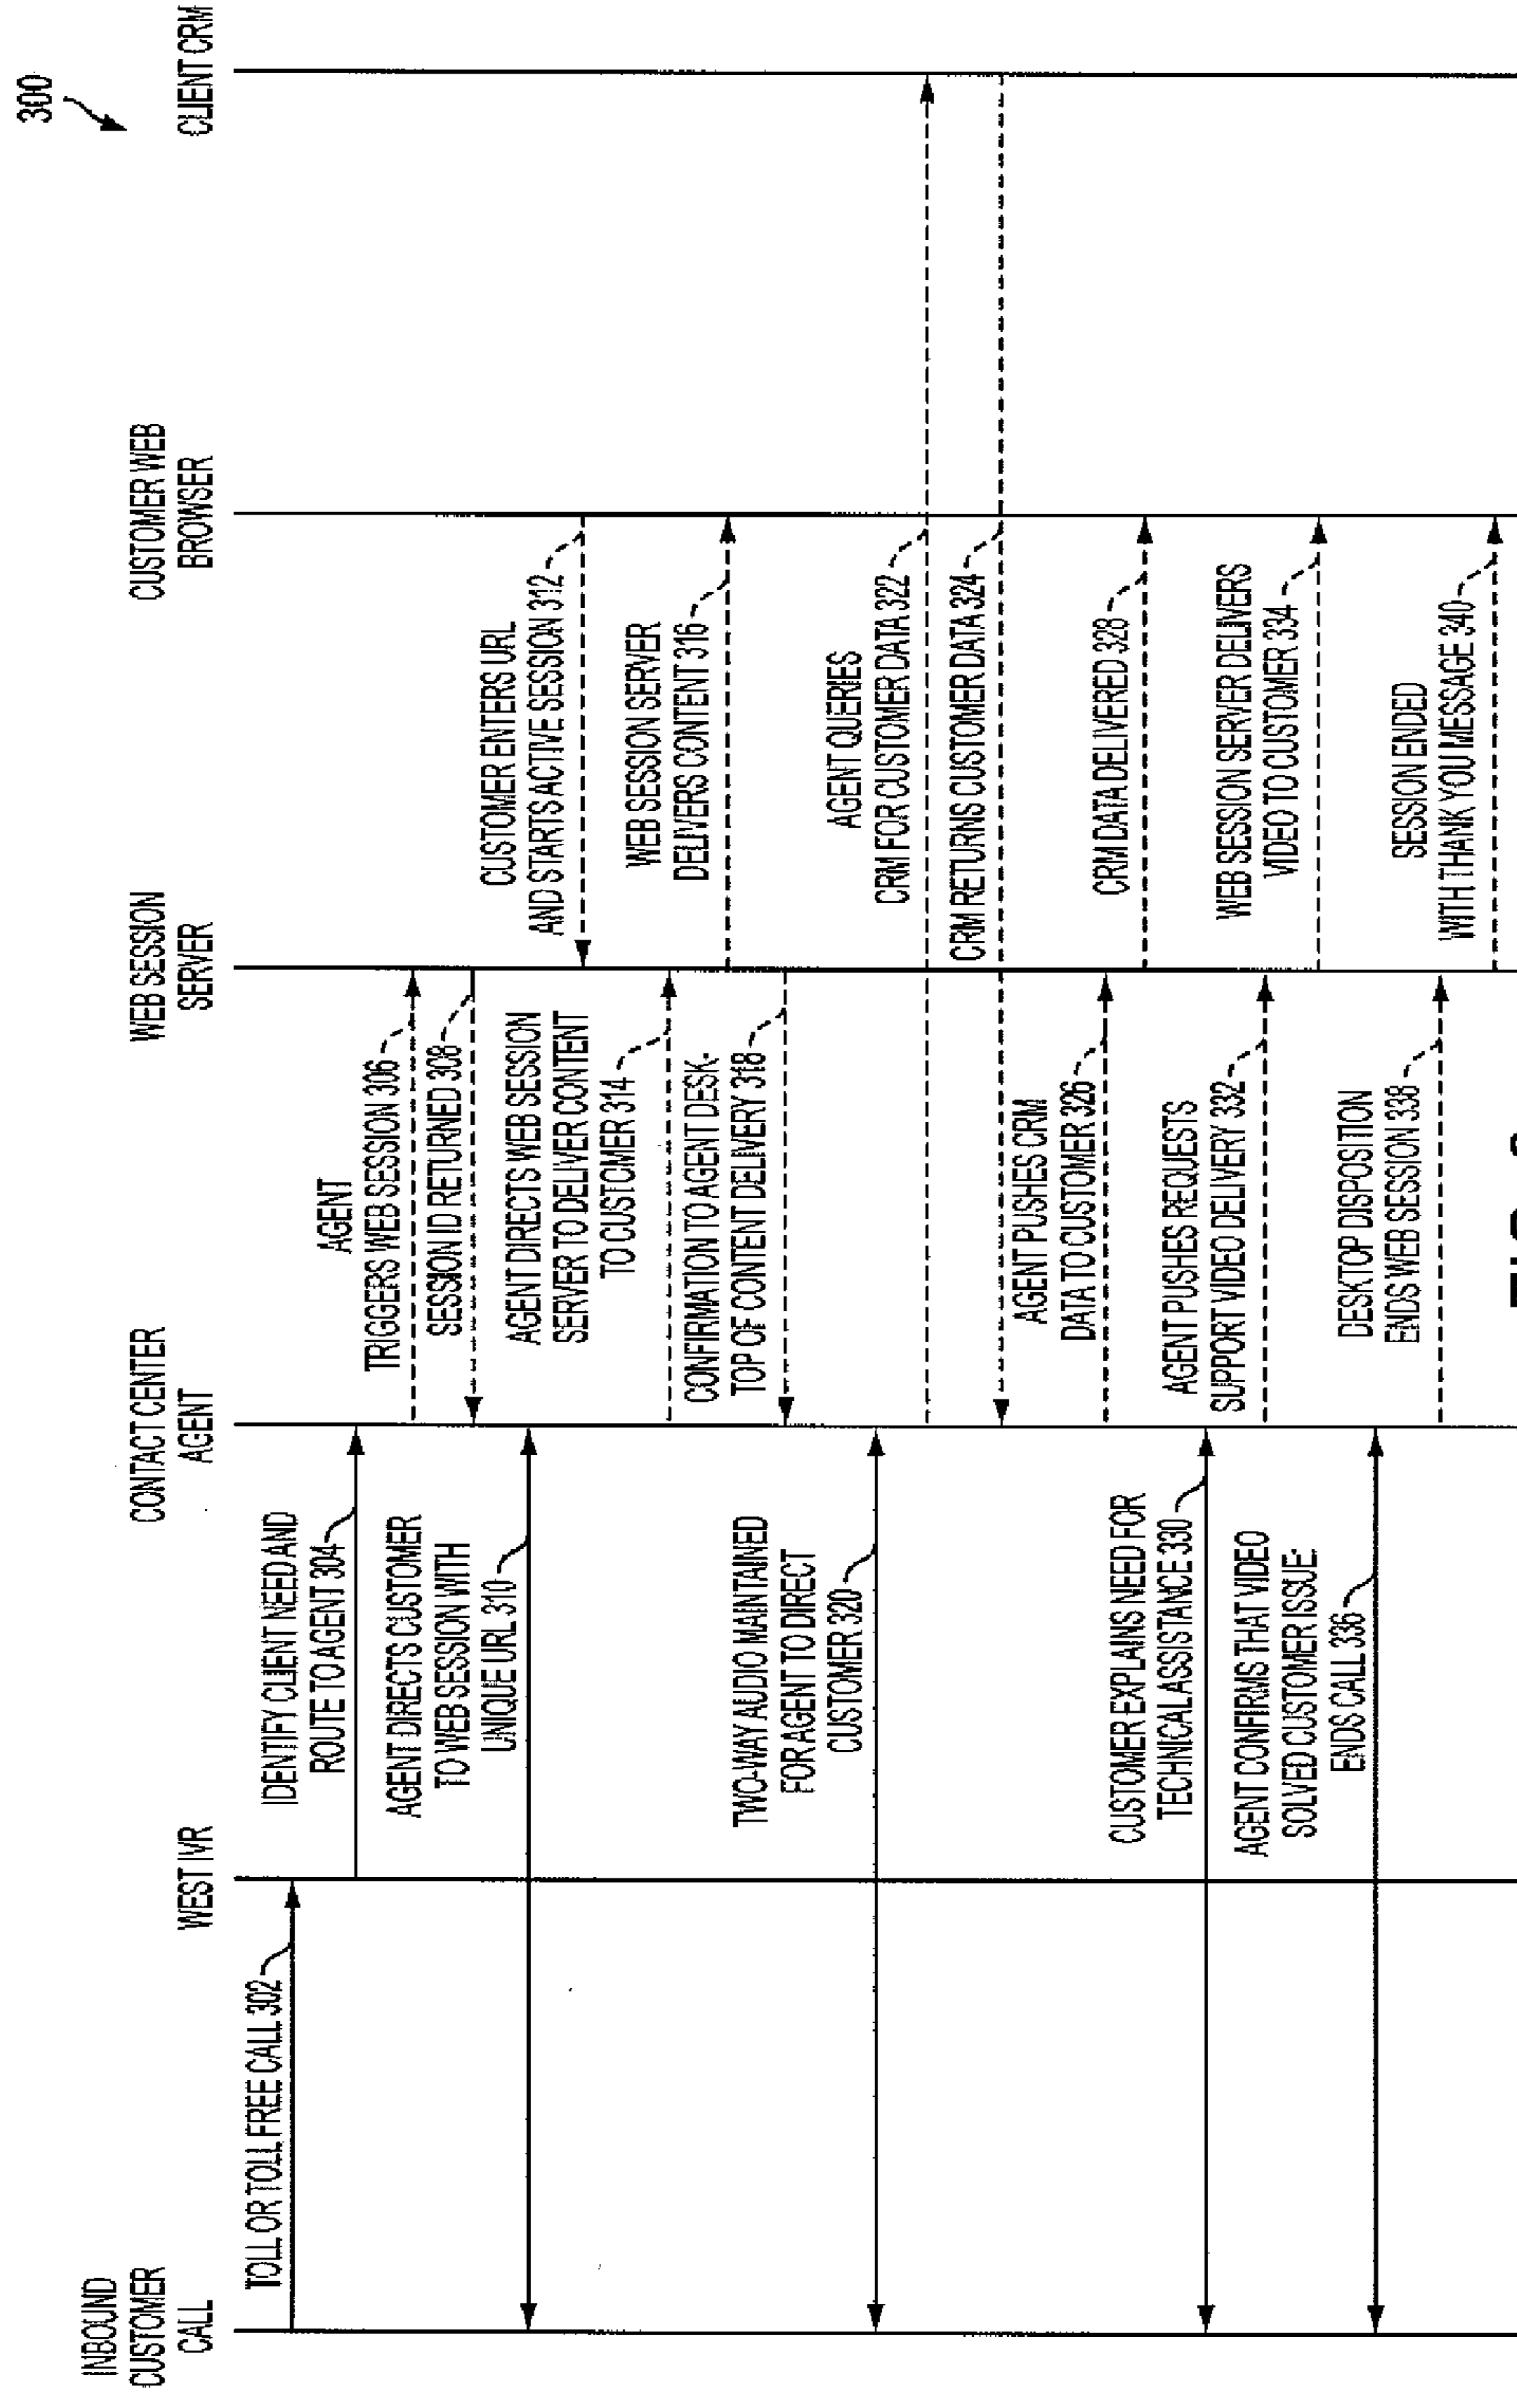 300
INBOUND
CUSTOMER
CALL
WEST IVR
CONTACT CENTER
AGENT
WEB SESSION
SERVER
CUSTOMER WEB
BROWSER
CLIENT CRM
TOLL OR TOLL FREE CALL 302
IDENTIFY CLIENT NEED AND
ROUTE TO AGENT 304
AGENT
TRIGGERS WEB SESSION 306
SESSION ID RETURNED 308
AGENT DIRECTS CUSTOMER
TO WEB SESSION WITH
UNIQUE URL 310
CUSTOMER ENTERS URL
AND STARTS ACTIVE SESSION 312
AGENT DIRECTS WEB SESSION
SERVER TO DELIVER CONTENT
TO CUSTOMER 314
WEB SESSION SERVER
DELIVERS CONTENT 316
CONFIRMATION TO AGENT DESK-
TOP OF CONTENT DELIVERY 318
TWO-WAY AUDIO MAINTAINED
FOR AGENT TO DIRECT
CUSTOMER 320
AGENT QUERIES
CRM FOR CUSTOMER DATA 322
CRM RETURNS CUSTOMER DATA 324
AGENT PUSHES CRM
DATA TO CUSTOMER 326
CRM DATA DELIVERED 328
CUSTOMER EXPLAINS NEED FOR
TECHNICAL ASSISTANCE 330
AGENT PUSHES REQUESTS
SUPPORT VIDEO DELIVERY 332
WEB SESSION SERVER DELIVERS
VIDEO TO CUSTOMER 334
AGENT CONFIRMS THAT VIDEO
SOLVED CUSTOMER ISSUE:
ENDS CALL 336
DESKTOP DISPOSITION
ENDS WEB SESSION 338
SESSION ENDED
WITH THANK YOU MESSAGE 340